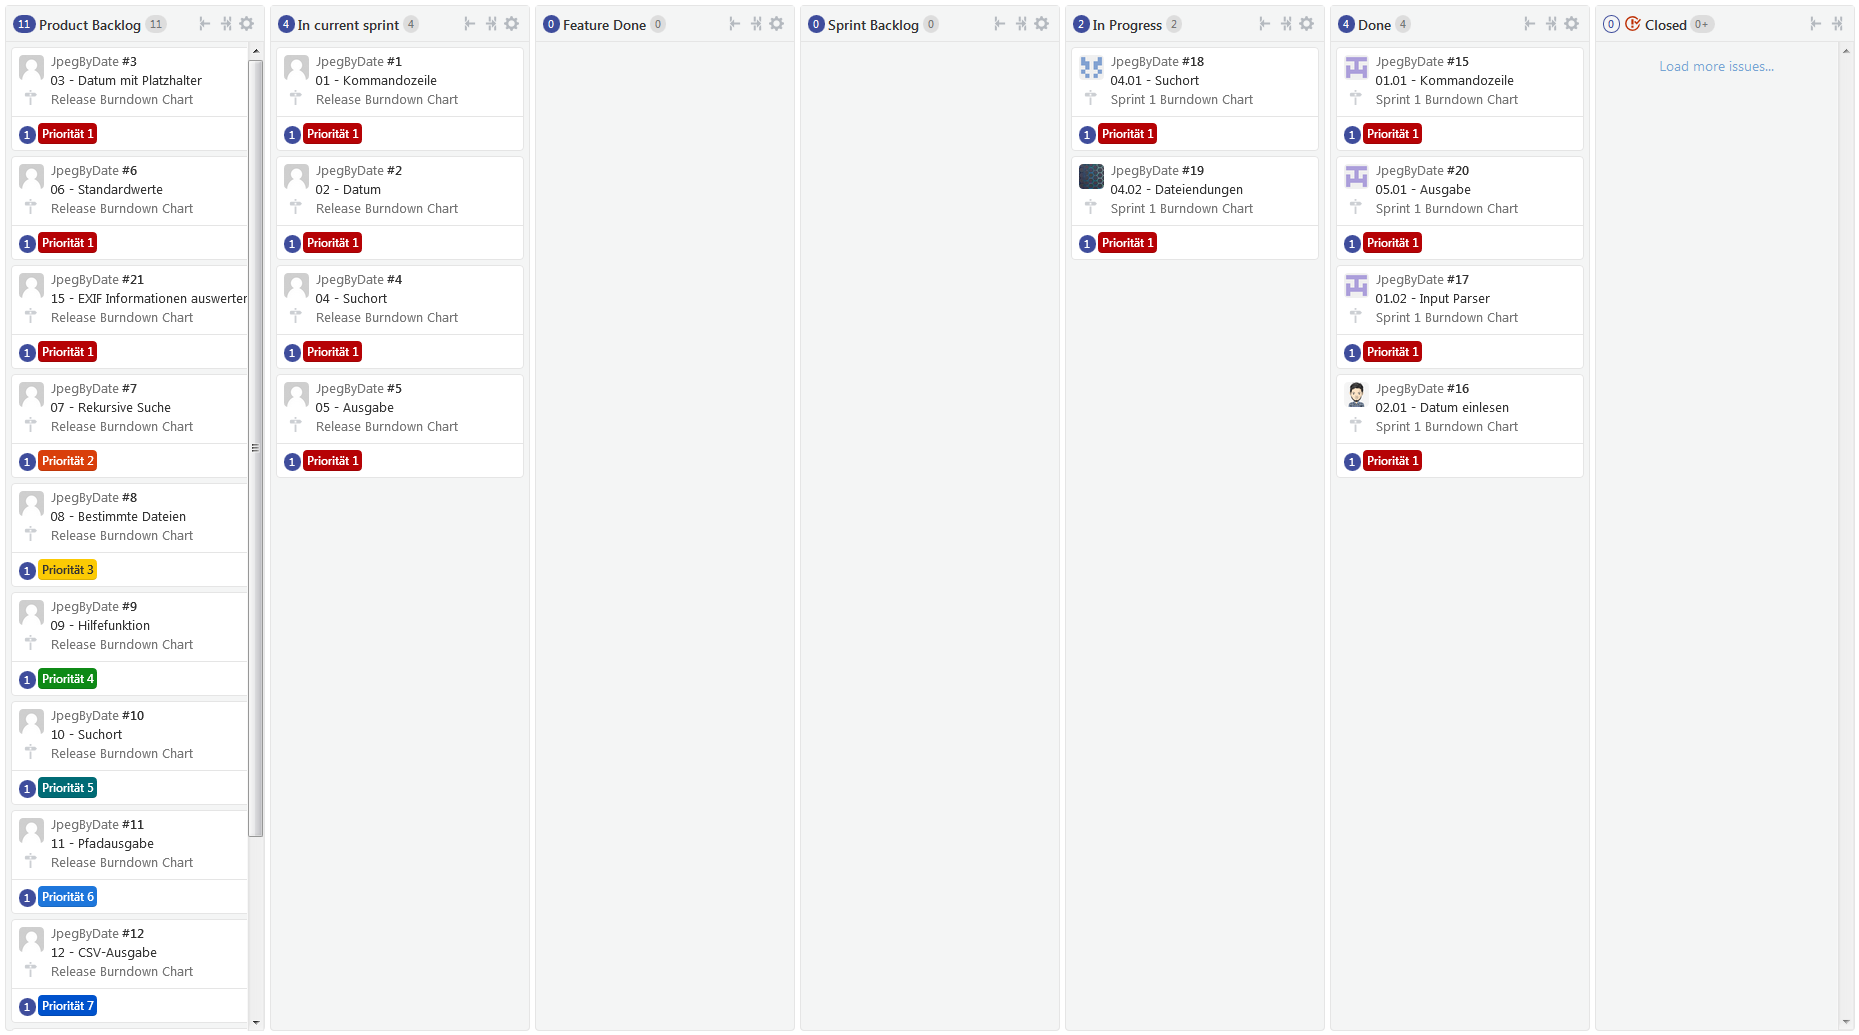 11 Product Backlog 11
JpegByDate #3
03 - Datum mit Platzhalter
Release Burndown Chart
1 Priorität 1
JpegByDate #6
06 - Standardwerte
Release Burndown Chart
1 Priorität 1
JpegByDate #21
15 - EXIF Informationen auswerten
Release Burndown Chart
1 Priorität 1
JpegByDate #7
07 - Rekursive Suche
Release Burndown Chart
1 Priorität 2
JpegByDate #8
08 - Bestimmte Dateien
Release Burndown Chart
1 Priorität 3
JpegByDate #9
09 - Hilfefunktion
Release Burndown Chart
1 Priorität 4
JpegByDate #10
10 - Suchort
Release Burndown Chart
1 Priorität 5
JpegByDate #11
11 - Pfadausgabe
Release Burndown Chart
1 Priorität 6
JpegByDate #12
12 - CSV-Ausgabe
Release Burndown Chart
1 Priorität 7
4 In current sprint 4
JpegByDate #1
01 - Kommandozeile
Release Burndown Chart
1 Priorität 1
JpegByDate #2
02 - Datum
Release Burndown Chart
1 Priorität 1
JpegByDate #4
04 - Suchort
Release Burndown Chart
1 Priorität 1
JpegByDate #5
05 - Ausgabe
Release Burndown Chart
1 Priorität 1
0 Feature Done 0
0 Sprint Backlog 0
2 In Progress 2
JpegByDate #18
04.01 - Suchort
Sprint 1 Burndown Chart
1 Priorität 1
JpegByDate #19
04.02 - Dateiendungen
Sprint 1 Burndown Chart
1 Priorität 1
4 Done 4
JpegByDate #15
01.01 - Kommandozeile
Sprint 1 Burndown Chart
1 Priorität 1
JpegByDate #20
05.01 - Ausgabe
Sprint 1 Burndown Chart
1 Priorität 1
JpegByDate #17
01.02 - Input Parser
Sprint 1 Burndown Chart
1 Priorität 1
JpegByDate #16
02.01 - Datum einlesen
Sprint 1 Burndown Chart
1 Priorität 1
0 Closed 0+
Load more issues...